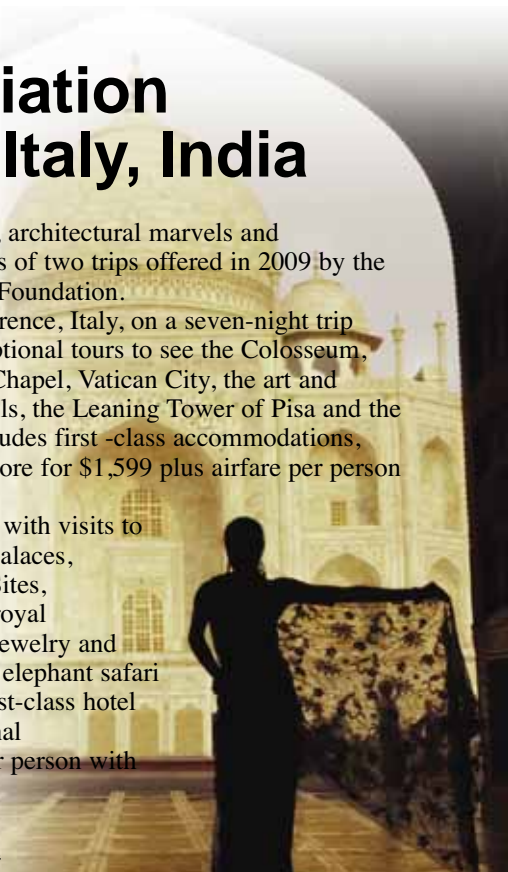 iation
Italy, India
, architectural marvels and
s of two trips offered in 2009 by the
Foundation.
rence, Italy, on a seven-night trip
ptional tours to see the Colosseum,
Chapel, Vatican City, the art and
ls, the Leaning Tower of Pisa and the
udes first -class accommodations,
ore for $1,599 plus airfare per person
with visits to
alaces,
ites,
royal
ewelry and
elephant safari
st-class hotel
nal
r person with